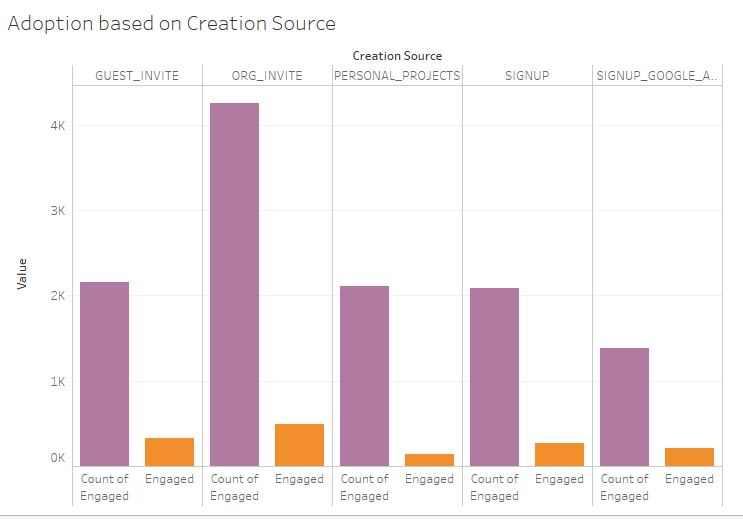 Adoption based on Creation Source
Creation Source
GUEST_INVITE ORG_INVITE PERSONAL_PROJECTS SIGNUP SIGNUP_GOOGLE_A..
4K
3K
2K
1K
0K
Value
Count of Engaged Count of Engaged Count of Engaged Count of Engaged Count of Engaged
Engaged Engaged Engaged Engaged Engaged